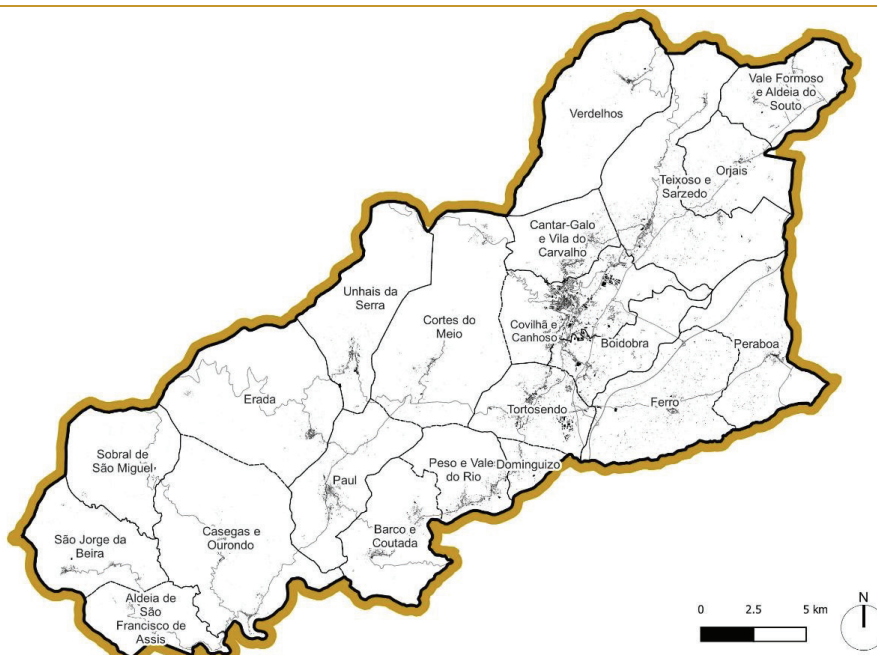 Vale Formoso
e Aldeia do
Souto
Verdelhos
Orjais
Teixoso e
Sarzedo
Cantar-Galo
e Vila do
Carvalho
Unhais da
Serra
Cortes do
Meio
Covilhã e
Canhoso
Boidobra
Peraboa
Erada
Ferro
Tortosendo
Sobral de
São Miguel
Peso e Vale
do Rio
Dominguizo
Paul
Casegas e
Ourondo
Barco e
Coutada
São Jorge da
Beira
Aldeia de
São
Francisco de
Assis
0 2.5 5 km
N